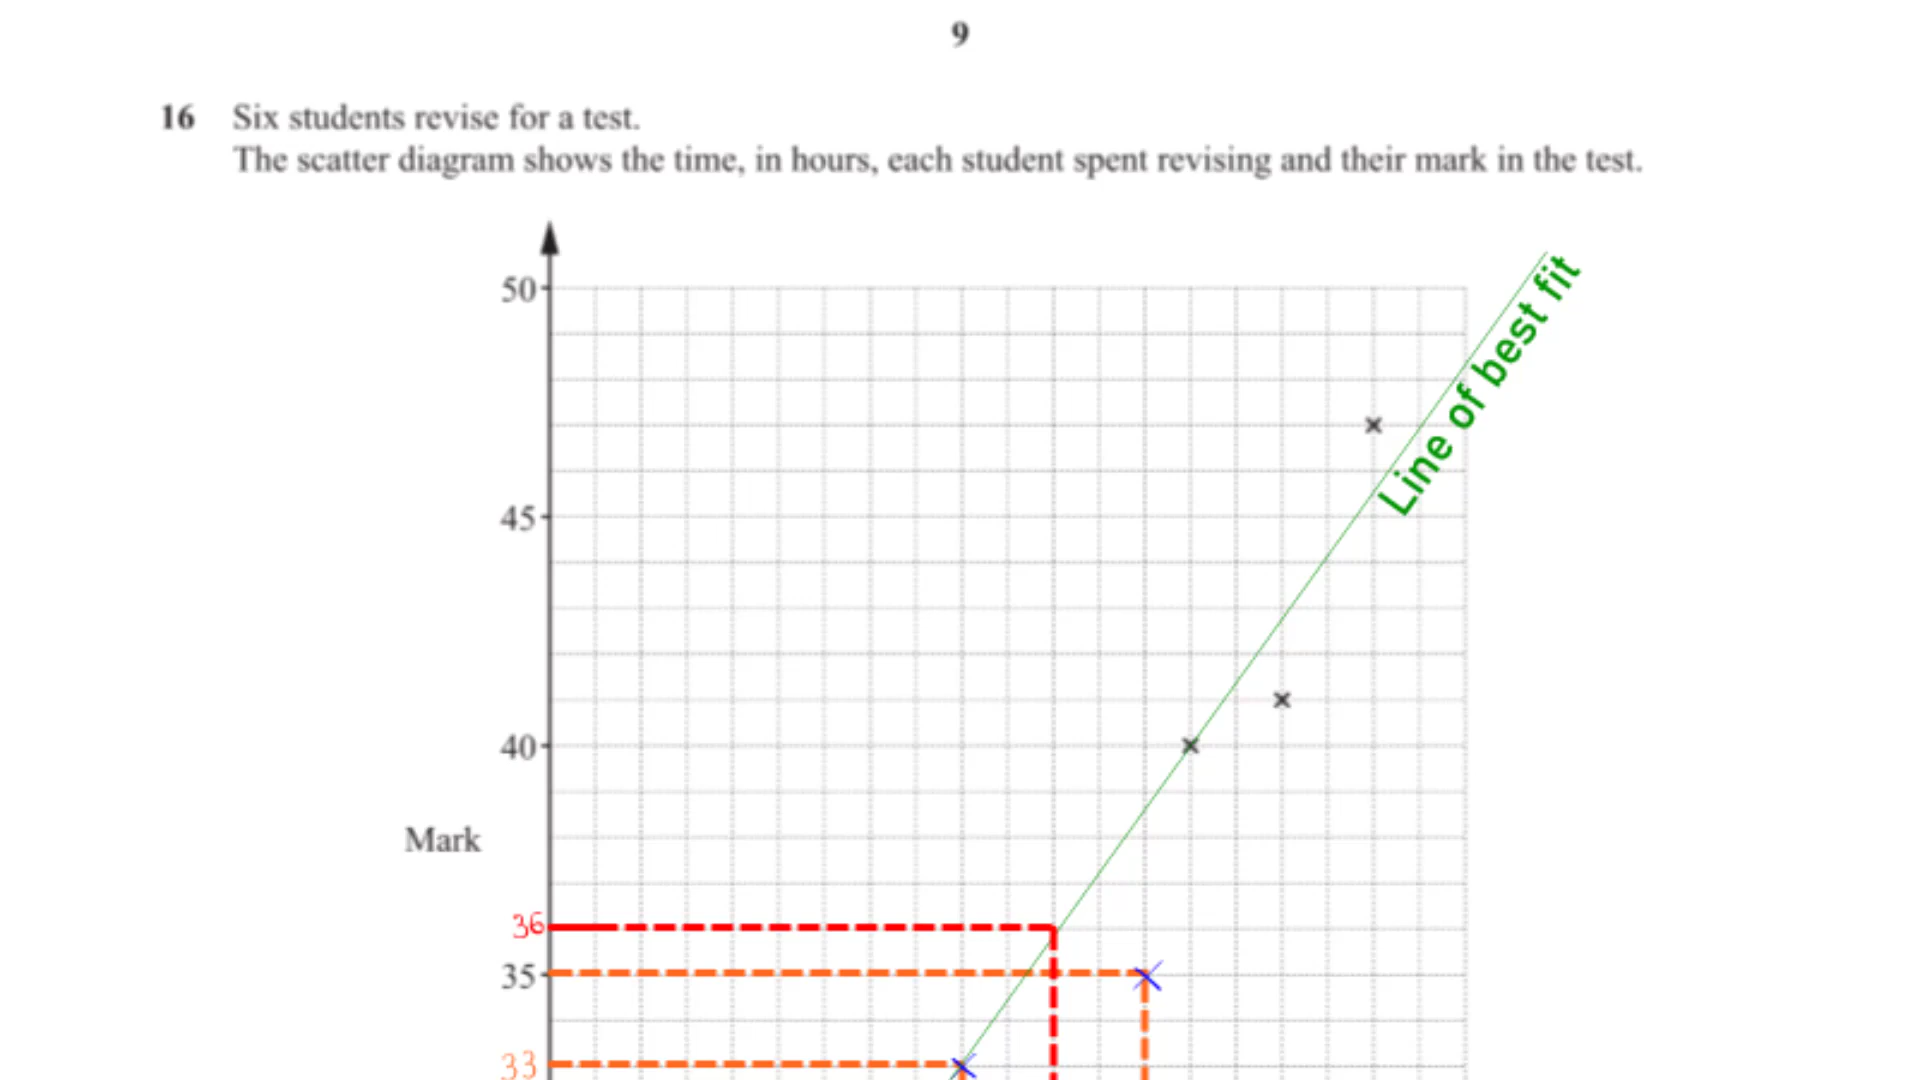 9
16 Six students revise for a test.
The scatter diagram shows the time, in hours, each student spent revising and their mark in the test.
50
Line of best fit
45
40
Mark
36
35
33